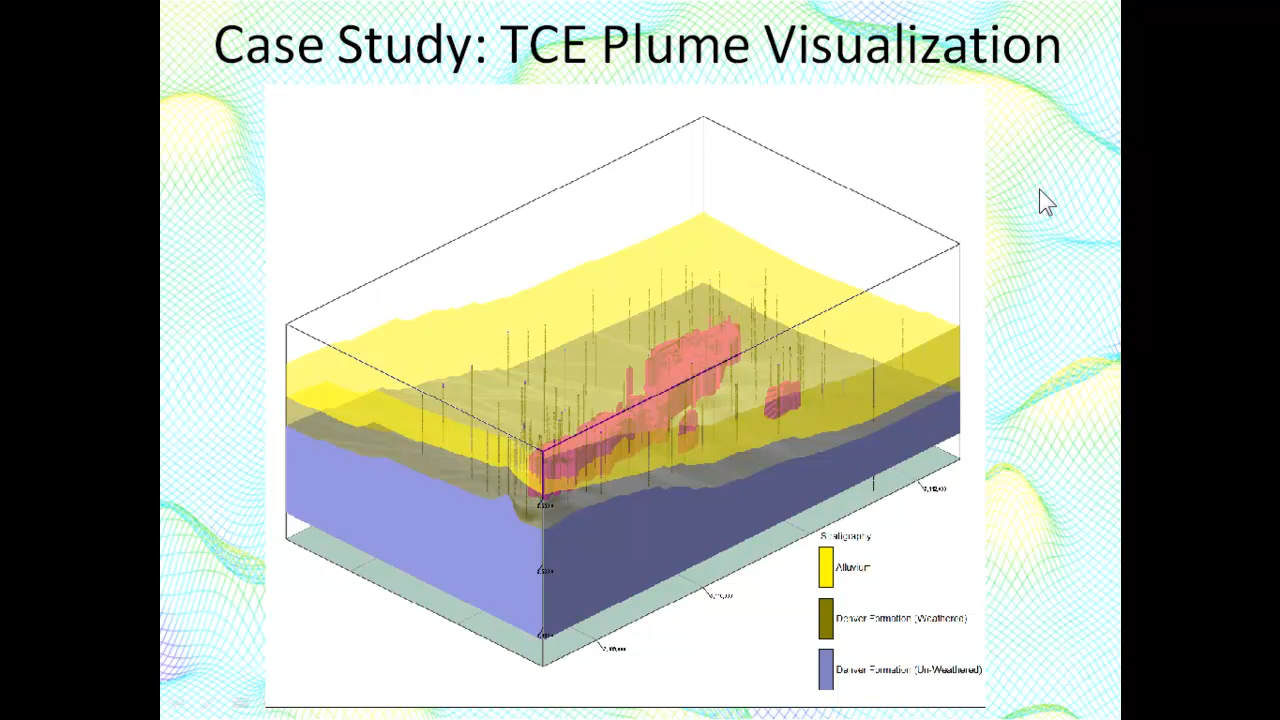 Case Study: TCE Plume Visualization
Stratigraphy
Alluvium
Denver Formation (Weathered)
Denver Formation (Un-Weathered)